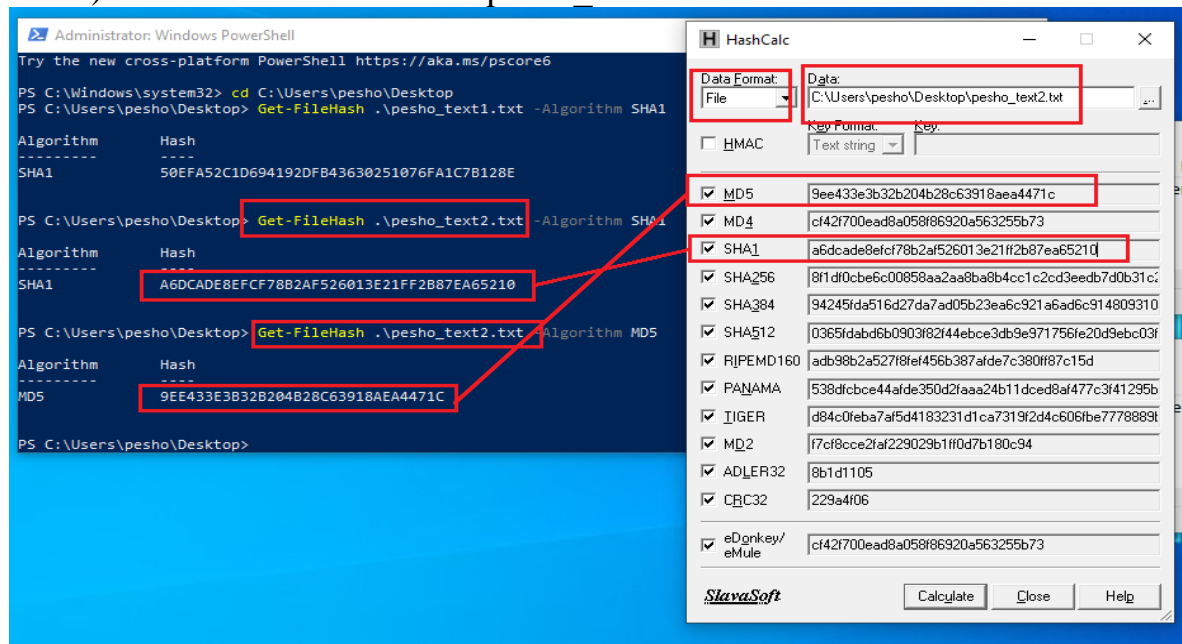 Administrator: Windows PowerShell
Try the new cross-platform PowerShell https://aka.ms/pscore6
PS C:\Windows\system32> cd C:\Users\pesho\Desktop
PS C:\Users\pesho\Desktop> Get-FileHash .\pesho_text1.txt -Algorithm SHA1
Algorithm Hash
--------- ----
SHA1 50EFA52C1D694192DFB43630251076FA1C7B128E
PS C:\Users\pesho\Desktop> Get-FileHash .\pesho_text2.txt -Algorithm SHA1
Algorithm Hash
--------- ----
SHA1 A6DCADE8EFCF78B2AF526013E21FF2B87EA65210
PS C:\Users\pesho\Desktop> Get-FileHash .\pesho_text2.txt -Algorithm MD5
Algorithm Hash
--------- ----
MD5 9EE433E3B32B204B28C63918AEA4471C
PS C:\Users\pesho\Desktop>
H HashCalc
Data Format: Data:
File C:\Users\pesho\Desktop\pesho_text2.txt ...
Key Format: Key:
HMAC Text string
MD5 9ee433e3b32b204b28c63918aea4471c
MD4 cf42f700ead8a058f86920a563255b73
SHA1 a6dcade8efcf78b2af526013e21ff2b87ea65210
SHA256 8f1df0cbe6c00858aa2aa8ba8b4cc1c2cd3eedb7d0b31c2
SHA384 94245fda516d27da7ad05b23ea6c921a6ad6c914809310
SHA512 0365fdabd6b0903f82f44ebce3db9e971756fe20d9ebc03f
RIPEMD160 adb98b2a527f8fef456b387afde7c380ff87c15d
PANAMA 538dfcbce44afde350d2faaa24b11dced8af477c3f41295b
TIGER d84c0feba7af5d4183231d1ca7319f2d4c606fbe7778889b
MD2 f7cf8cce2faf229029b1ff0d7b180c94
ADLER32 8b1d1105
CRC32 229a4f06
eDonkey/
eMule cf42f700ead8a058f86920a563255b73
SlavaSoft Calculate Close Help